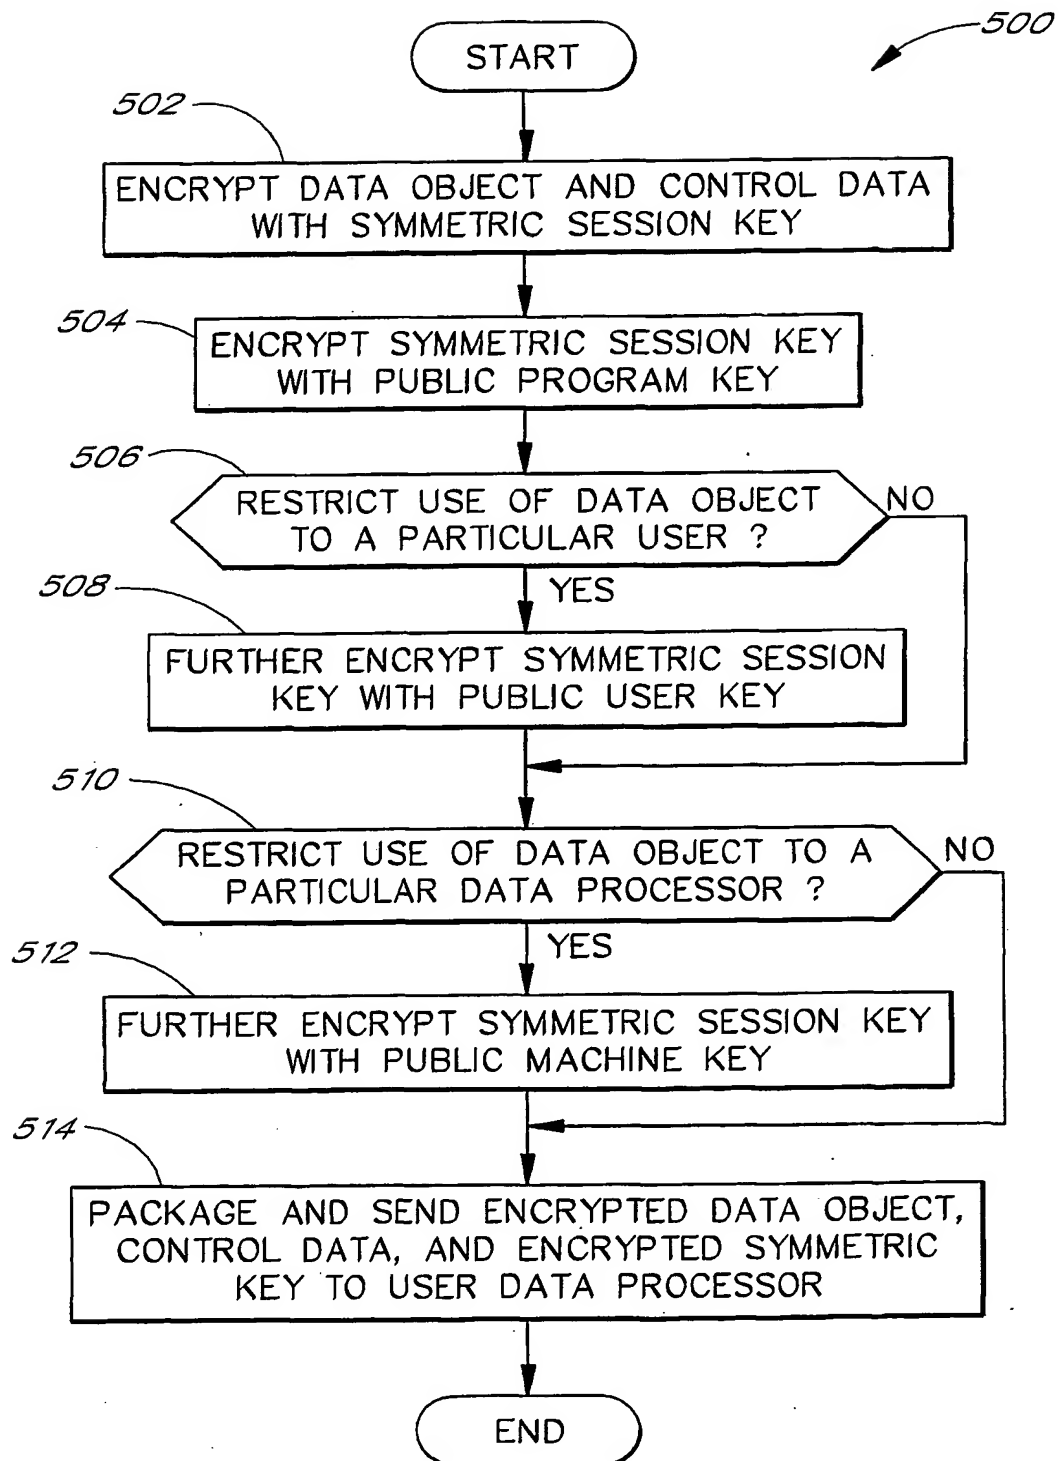 500
START
502
ENCRYPT DATA OBJECT AND CONTROL DATA
WITH SYMMETRIC SESSION KEY
504
ENCRYPT SYMMETRIC SESSION KEY
WITH PUBLIC PROGRAM KEY
506
RESTRICT USE OF DATA OBJECT
TO A PARTICULAR USER ?
NO
YES
508
FURTHER ENCRYPT SYMMETRIC SESSION
KEY WITH PUBLIC USER KEY
510
RESTRICT USE OF DATA OBJECT TO A
PARTICULAR DATA PROCESSOR ?
NO
YES
512
FURTHER ENCRYPT SYMMETRIC SESSION KEY
WITH PUBLIC MACHINE KEY
514
PACKAGE AND SEND ENCRYPTED DATA OBJECT,
CONTROL DATA, AND ENCRYPTED SYMMETRIC
KEY TO USER DATA PROCESSOR
END